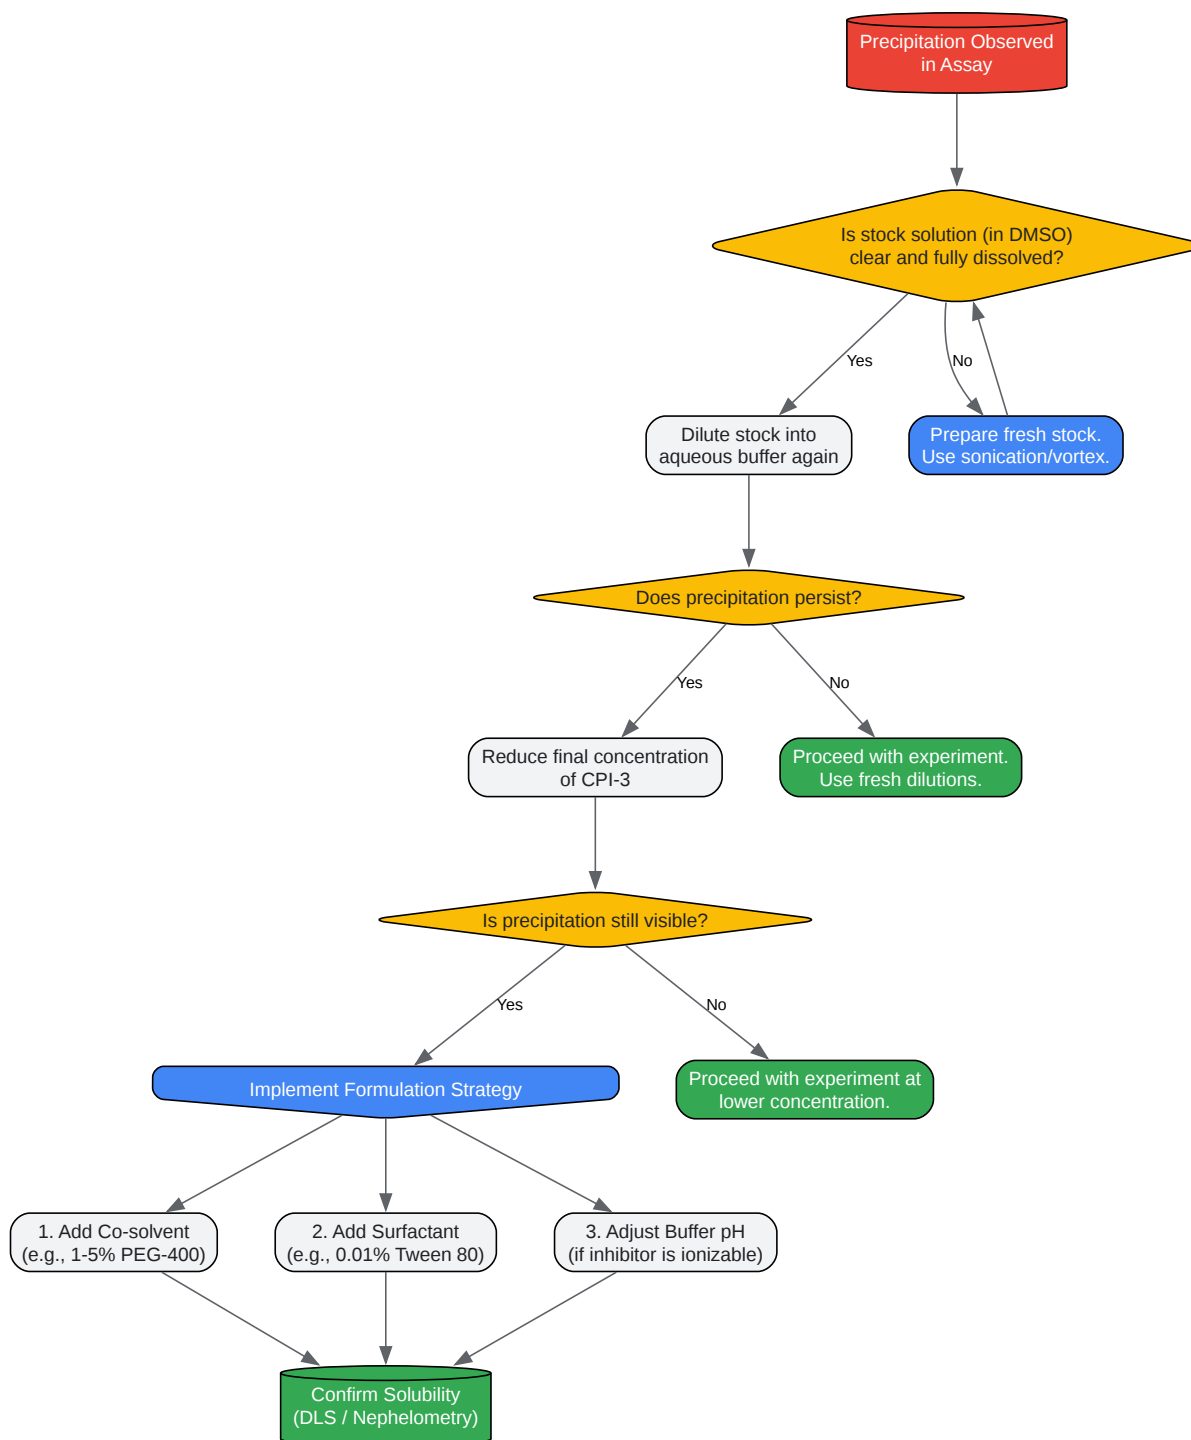 Precipitation Observed
in Assay
Is stock solution (in DMSO)
clear and fully dissolved?
Yes
No
Dilute stock into
aqueous buffer again
Prepare fresh stock.
Use sonication/vortex.
Does precipitation persist?
Yes
No
Reduce final concentration
of CPI-3
Proceed with experiment.
Use fresh dilutions.
Is precipitation still visible?
Yes
No
Implement Formulation Strategy
Proceed with experiment at
lower concentration.
1. Add Co-solvent
(e.g., 1-5% PEG-400)
2. Add Surfactant
(e.g., 0.01% Tween 80)
3. Adjust Buffer pH
(if inhibitor is ionizable)
Confirm Solubility
(DLS / Nephelometry)